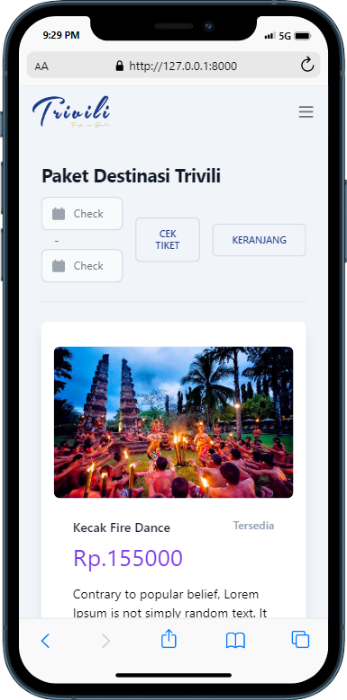 9:29 PM 5G
AA http://127.0.0.1:8000
Trivili
Paket Destinasi Trivili
Check
-
Check
CEK
TIKET
KERANJANG
Kecak Fire Dance
Tersedia
Rp.155000
Contrary to popular belief, Lorem
Ipsum is not simply random text. It